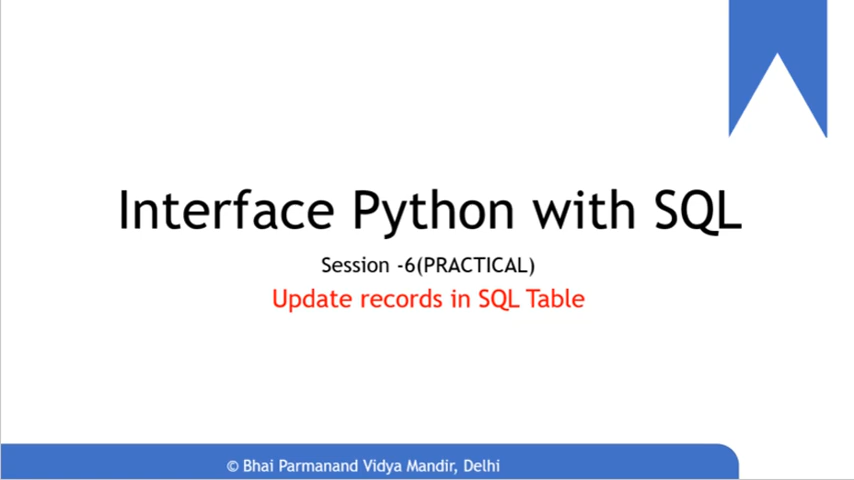 Interface Python with SQL
Session -6(PRACTICAL)
Update records in SQL Table
© Bhai Parmanand Vidya Mandir, Delhi